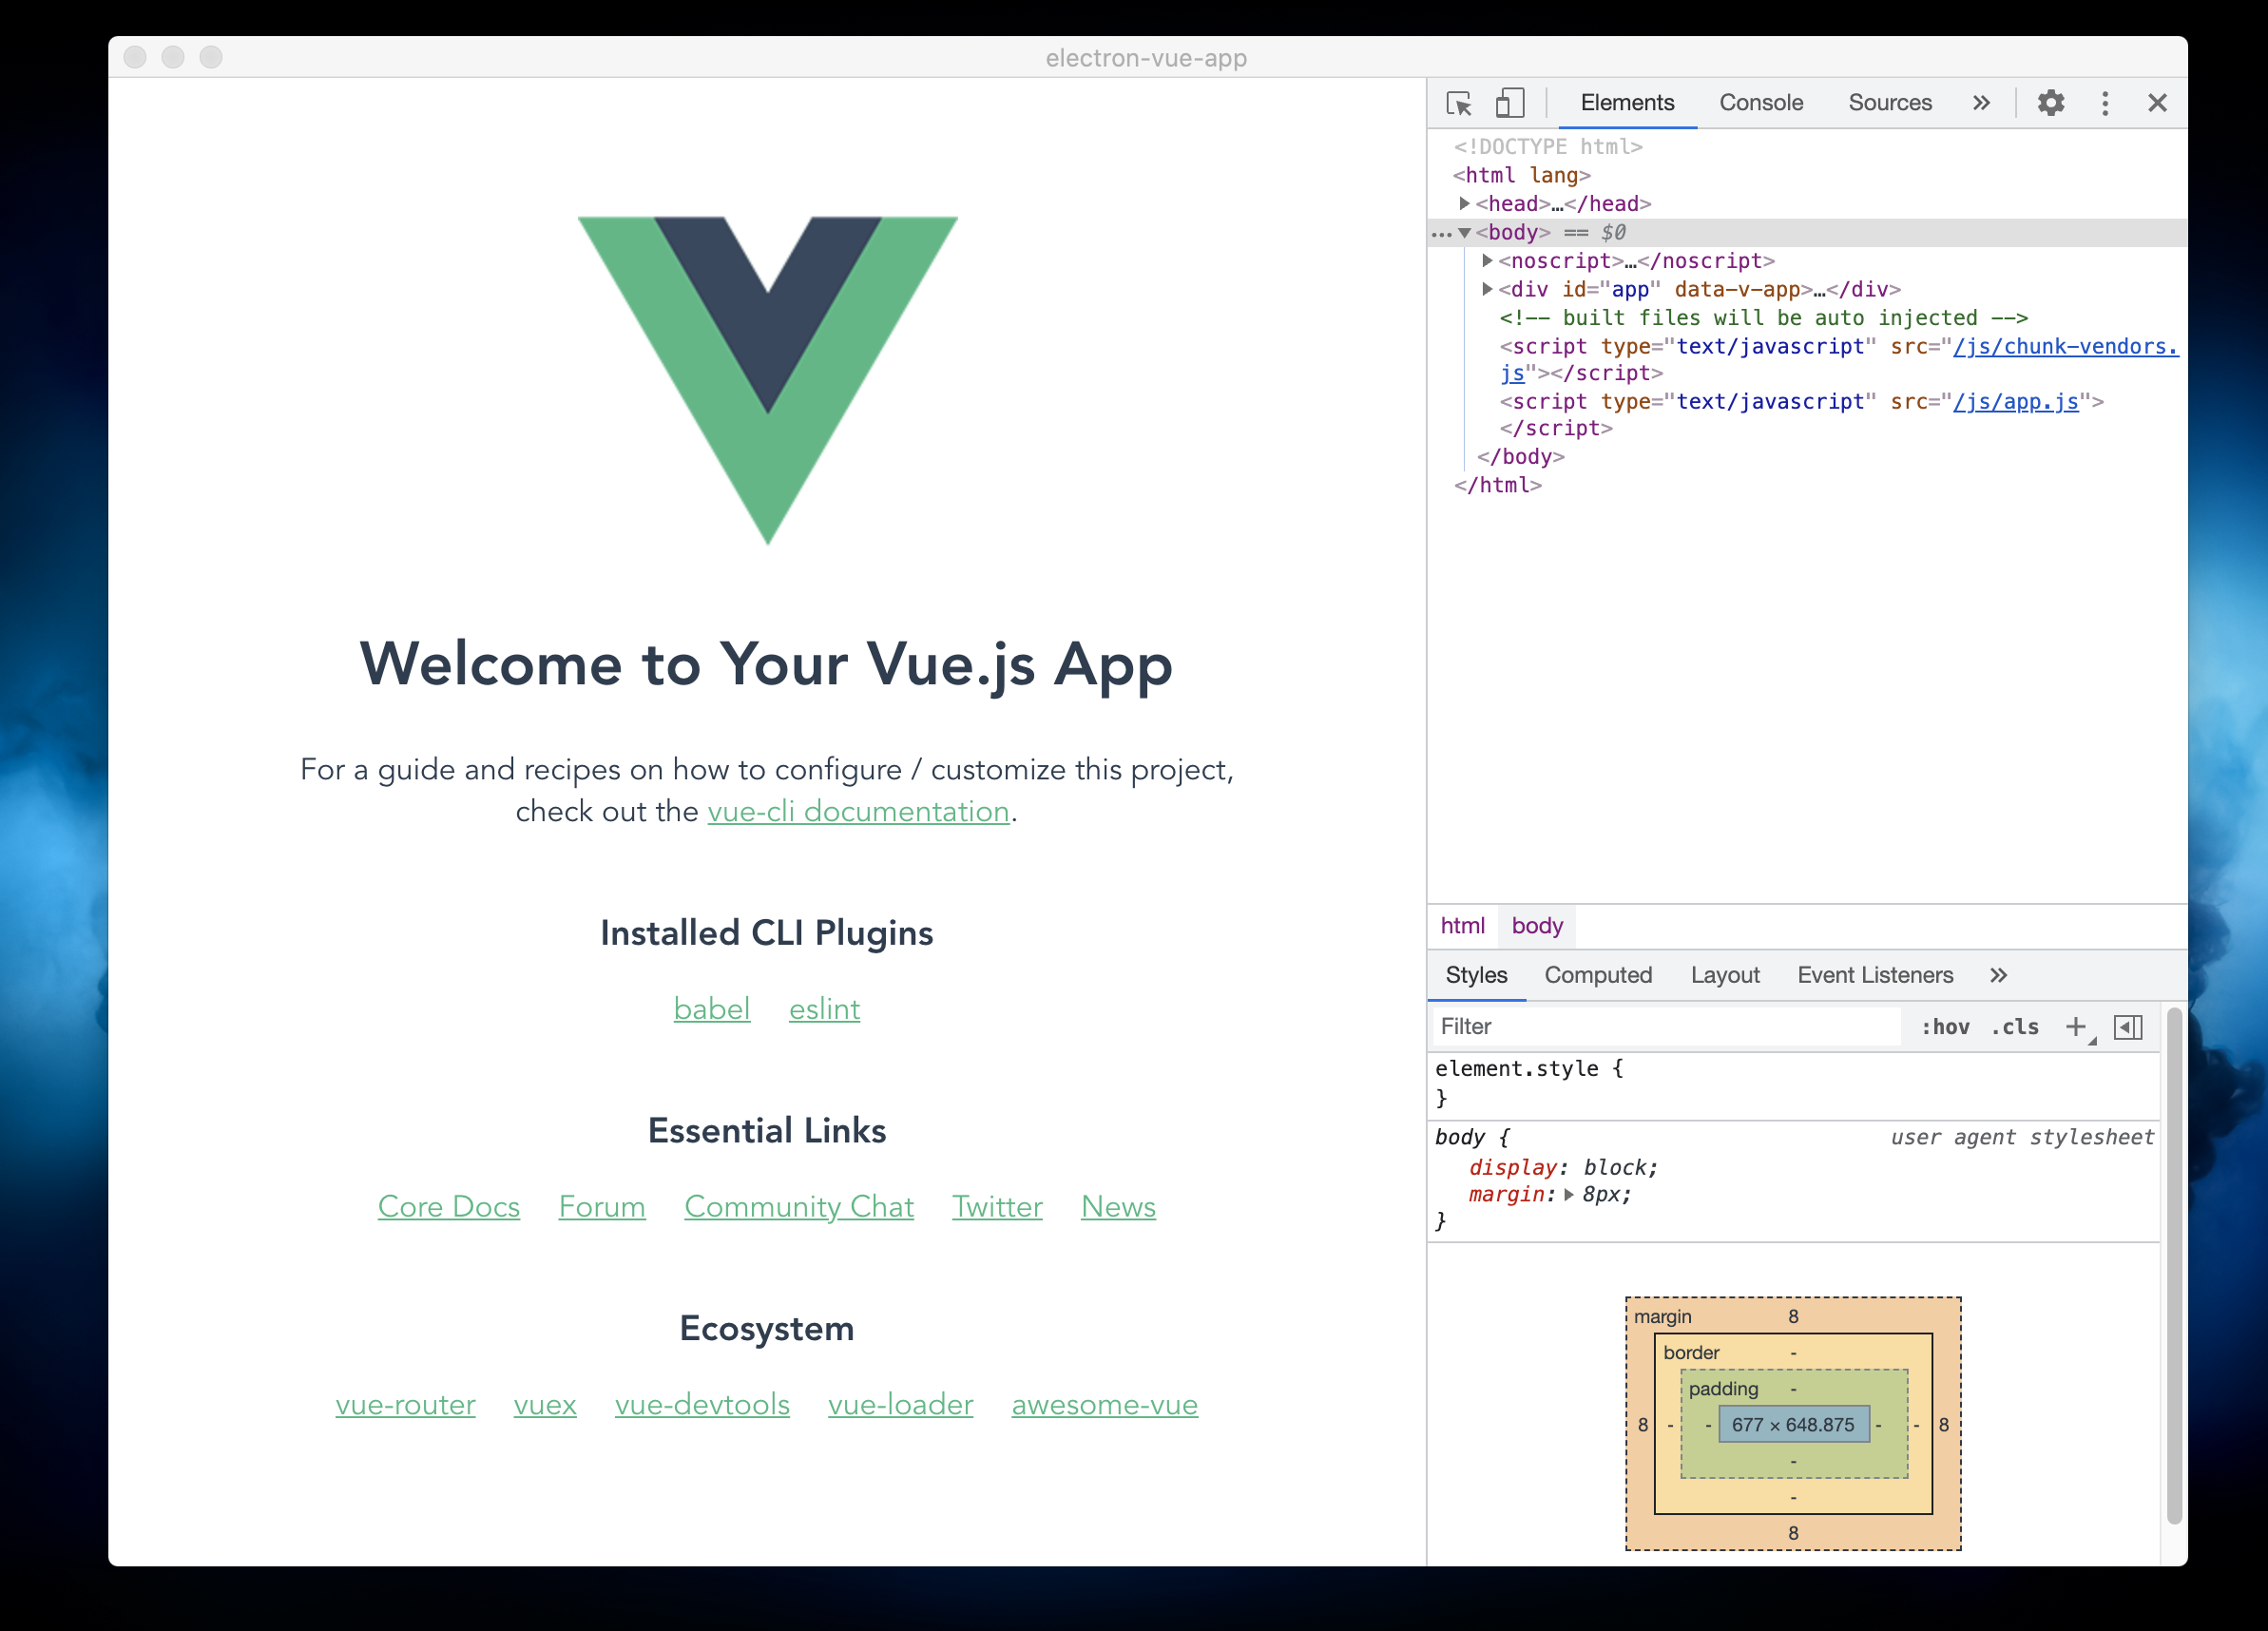 electron-vue-app
Welcome to Your Vue.js App
For a guide and recipes on how to configure / customize this project,
check out the vue-cli documentation.
Installed CLI Plugins
babel eslint
Essential Links
Core Docs Forum Community Chat Twitter News
Ecosystem
vue-router vuex vue-devtools vue-loader awesome-vue
Elements Console Sources »
<!DOCTYPE html>
<html lang>
<head>…</head>
<body> == $0
<noscript>…</noscript>
<div id="app" data-v-app>…</div>
<!-- built files will be auto injected -->
<script type="text/javascript" src="/js/chunk-vendors.
js"></script>
<script type="text/javascript" src="/js/app.js">
</script>
</body>
</html>
html body
Styles Computed Layout Event Listeners »
Filter :hov .cls +
element.style {
}
body { user agent stylesheet
display: block;
margin: 8px;
}
margin 8
border -
padding -
8 - - 677 × 648.875 - - 8
-
-
8